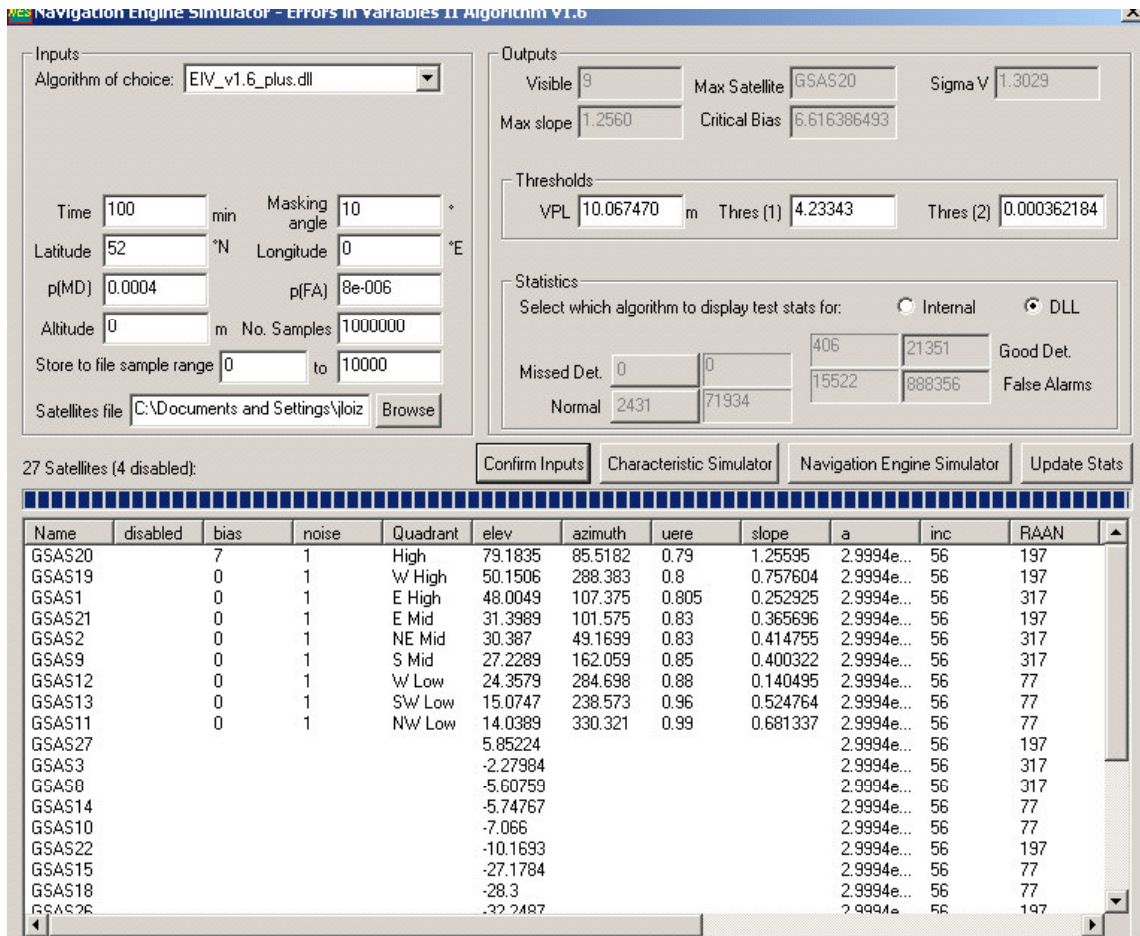 Navigation Engine Simulator - Errors in Variables II Algorithm v1.6
Inputs
Algorithm of choice: EIV_v1.6_plus.dll
Time 100 min Masking angle 10 °
Latitude 52 °N Longitude 0 °E
p(MD) 0.0004 p(FA) 8e-006
Altitude 0 m No. Samples 1000000
Store to file sample range 0 to 10000
Satellites file C:\Documents and Settings\jloiz Browse
Outputs
Visible 9 Max Satellite GSAS20 Sigma V 1.3029
Max slope 1.2560 Critical Bias 6.616386493
Thresholds
VPL 10.067470 m Thres (1) 4.23343 Thres (2) 0.000362184
Statistics
Select which algorithm to display test stats for: Internal DLL
Missed Det. 0 0 406 21351 Good Det.
Normal 2431 71934 15522 888356 False Alarms
27 Satellites (4 disabled):
Confirm Inputs Characteristic Simulator Navigation Engine Simulator Update Stats
Name disabled bias noise Quadrant elev azimuth uere slope a inc RAAN
GSAS20 7 1 High 79.1835 85.5182 0.79 1.25595 2.9994e... 56 197
GSAS19 0 1 W High 50.1506 288.383 0.8 0.757604 2.9994e... 56 197
GSAS1 0 1 E High 48.0049 107.375 0.805 0.252925 2.9994e... 56 317
GSAS21 0 1 E Mid 31.3989 101.575 0.83 0.365696 2.9994e... 56 197
GSAS2 0 1 NE Mid 30.387 49.1699 0.83 0.414755 2.9994e... 56 317
GSAS9 0 1 S Mid 27.2289 162.059 0.85 0.400322 2.9994e... 56 317
GSAS12 0 1 W Low 24.3579 284.698 0.88 0.140495 2.9994e... 56 77
GSAS13 0 1 SW Low 15.0747 238.573 0.96 0.524764 2.9994e... 56 77
GSAS11 0 1 NW Low 14.0389 330.321 0.99 0.681337 2.9994e... 56 77
GSAS27 5.85224 2.9994e... 56 197
GSAS3 -2.27984 2.9994e... 56 317
GSAS8 -5.60759 2.9994e... 56 317
GSAS14 -5.74767 2.9994e... 56 77
GSAS10 -7.066 2.9994e... 56 77
GSAS22 -10.1693 2.9994e... 56 197
GSAS15 -27.1784 2.9994e... 56 77
GSAS18 -28.3 2.9994e... 56 77
GSAS26 -32.2487 2.9994e 56 197